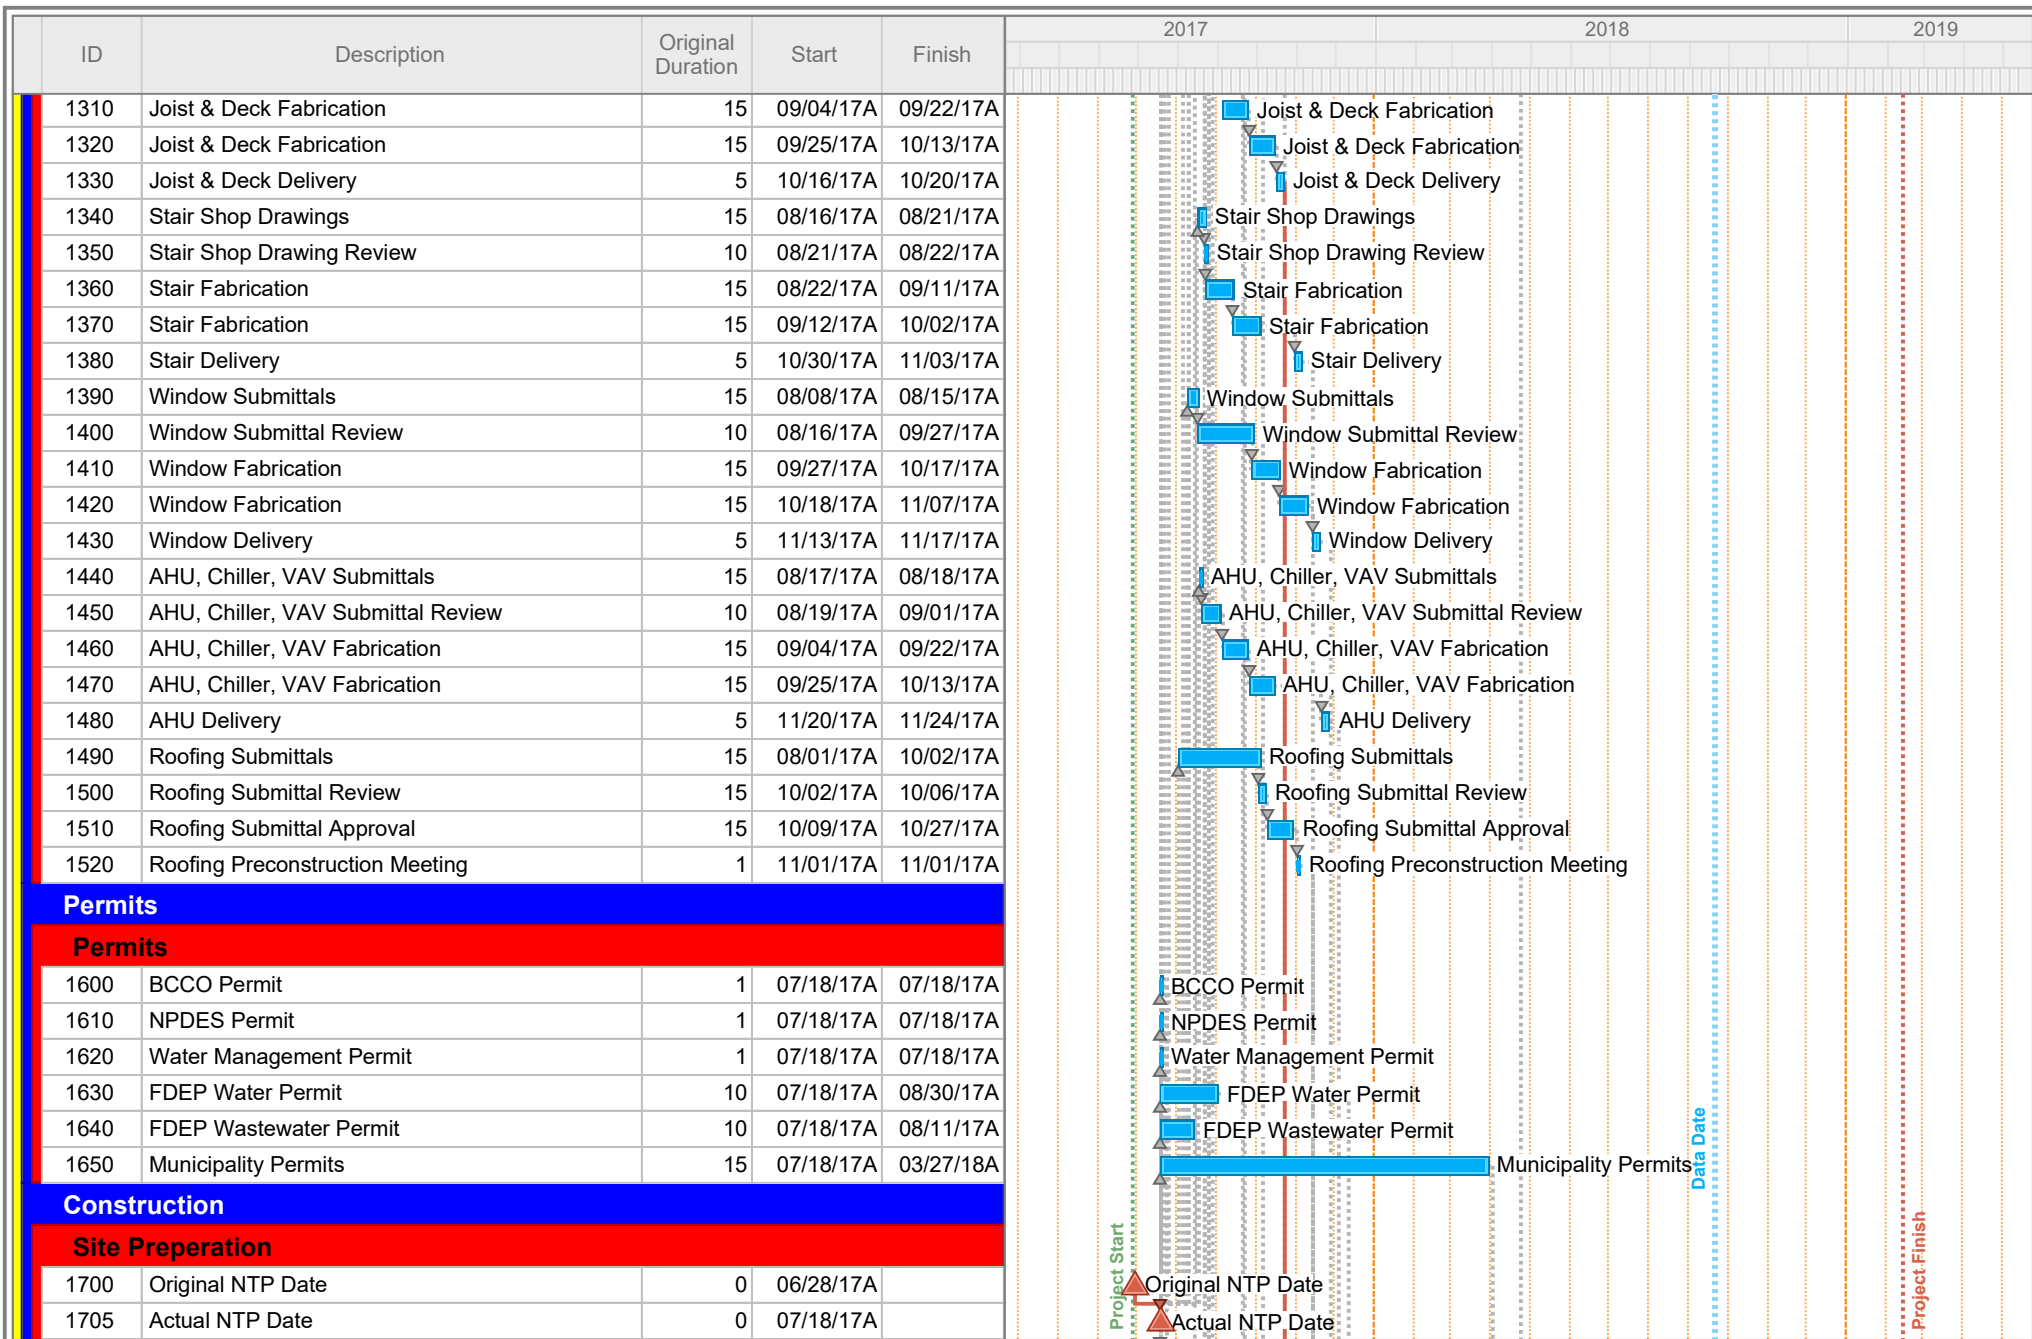 2017 2018 2019
ID Description Original Duration Start Finish
1310 Joist & Deck Fabrication 15 09/04/17A 09/22/17A Joist & Deck Fabrication
1320 Joist & Deck Fabrication 15 09/25/17A 10/13/17A Joist & Deck Fabrication
1330 Joist & Deck Delivery 5 10/16/17A 10/20/17A Joist & Deck Delivery
1340 Stair Shop Drawings 15 08/16/17A 08/21/17A Stair Shop Drawings
1350 Stair Shop Drawing Review 10 08/21/17A 08/22/17A Stair Shop Drawing Review
1360 Stair Fabrication 15 08/22/17A 09/11/17A Stair Fabrication
1370 Stair Fabrication 15 09/12/17A 10/02/17A Stair Fabrication
1380 Stair Delivery 5 10/30/17A 11/03/17A Stair Delivery
1390 Window Submittals 15 08/08/17A 08/15/17A Window Submittals
1400 Window Submittal Review 10 08/16/17A 09/27/17A Window Submittal Review
1410 Window Fabrication 15 09/27/17A 10/17/17A Window Fabrication
1420 Window Fabrication 15 10/18/17A 11/07/17A Window Fabrication
1430 Window Delivery 5 11/13/17A 11/17/17A Window Delivery
1440 AHU, Chiller, VAV Submittals 15 08/17/17A 08/18/17A AHU, Chiller, VAV Submittals
1450 AHU, Chiller, VAV Submittal Review 10 08/19/17A 09/01/17A AHU, Chiller, VAV Submittal Review
1460 AHU, Chiller, VAV Fabrication 15 09/04/17A 09/22/17A AHU, Chiller, VAV Fabrication
1470 AHU, Chiller, VAV Fabrication 15 09/25/17A 10/13/17A AHU, Chiller, VAV Fabrication
1480 AHU Delivery 5 11/20/17A 11/24/17A AHU Delivery
1490 Roofing Submittals 15 08/01/17A 10/02/17A Roofing Submittals
1500 Roofing Submittal Review 15 10/02/17A 10/06/17A Roofing Submittal Review
1510 Roofing Submittal Approval 15 10/09/17A 10/27/17A Roofing Submittal Approval
1520 Roofing Preconstruction Meeting 1 11/01/17A 11/01/17A Roofing Preconstruction Meeting
Permits
Permits
1600 BCCO Permit 1 07/18/17A 07/18/17A BCCO Permit
1610 NPDES Permit 1 07/18/17A 07/18/17A NPDES Permit
1620 Water Management Permit 1 07/18/17A 07/18/17A Water Management Permit
1630 FDEP Water Permit 10 07/18/17A 08/30/17A FDEP Water Permit
1640 FDEP Wastewater Permit 10 07/18/17A 08/11/17A FDEP Wastewater Permit
1650 Municipality Permits 15 07/18/17A 03/27/18A Municipality Permits
Data Date
Construction
Site Preperation
1700 Original NTP Date 0 06/28/17A Original NTP Date
1705 Actual NTP Date 0 07/18/17A Actual NTP Date
Project Start
Project Finish